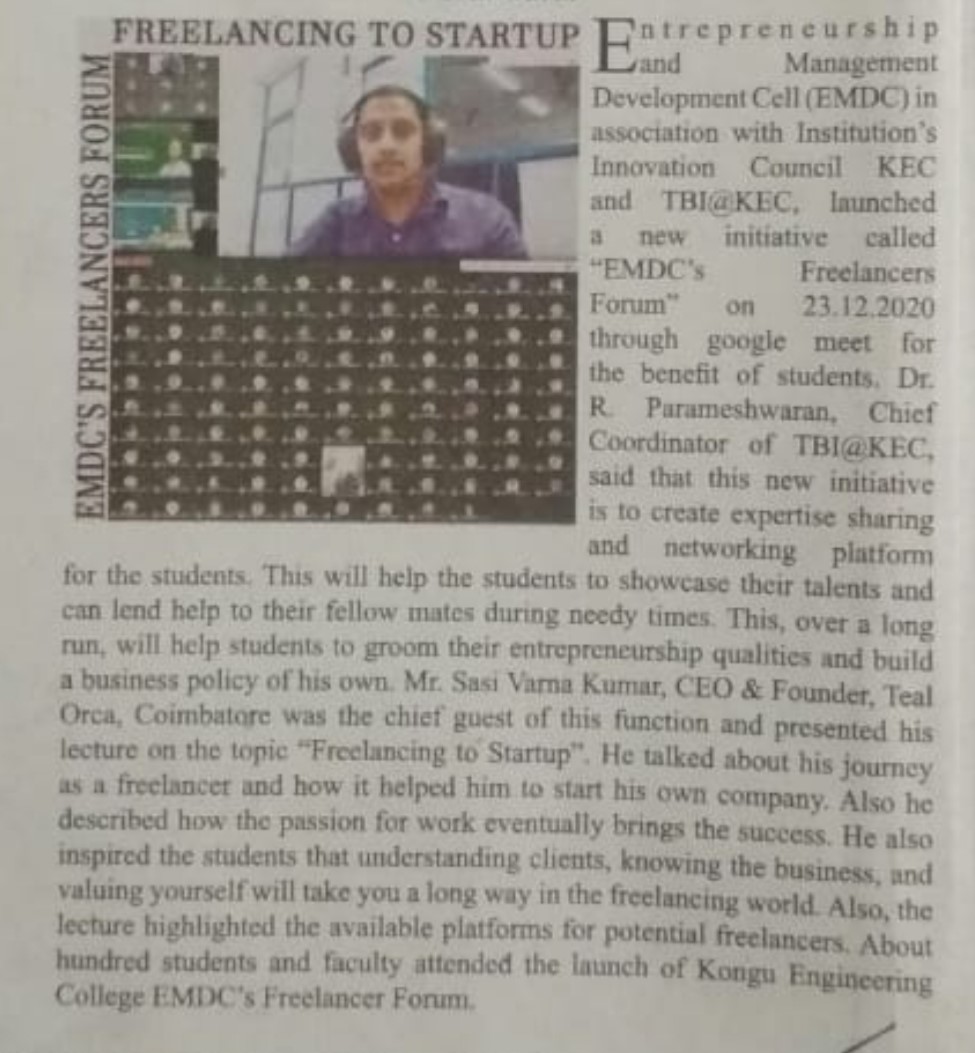 FREELANCING TO STARTUP
EMDC'S FREELANCERS FORUM
Entrepreneurship
and Management
Development Cell (EMDC) in
association with Institution's
Innovation Council KEC
and TBI@KEC, launched
a new initiative called
"EMDC's Freelancers
Forum" on 23.12.2020
through google meet for
the benefit of students. Dr.
R. Parameshwaran, Chief
Coordinator of TBI@KEC,
said that this new initiative
is to create expertise sharing
and networking platform
for the students. This will help the students to showcase their talents and
can lend help to their fellow mates during needy times. This, over a long
run, will help students to groom their entrepreneurship qualities and build
a business policy of his own. Mr. Sasi Varna Kumar, CEO & Founder, Teal
Orca, Coimbatore was the chief guest of this function and presented his
lecture on the topic "Freelancing to Startup". He talked about his journey
as a freelancer and how it helped him to start his own company. Also he
described how the passion for work eventually brings the success. He also
inspired the students that understanding clients, knowing the business, and
valuing yourself will take you a long way in the freelancing world. Also, the
lecture highlighted the available platforms for potential freelancers. About
hundred students and faculty attended the launch of Kongu Engineering
College EMDC's Freelancer Forum.